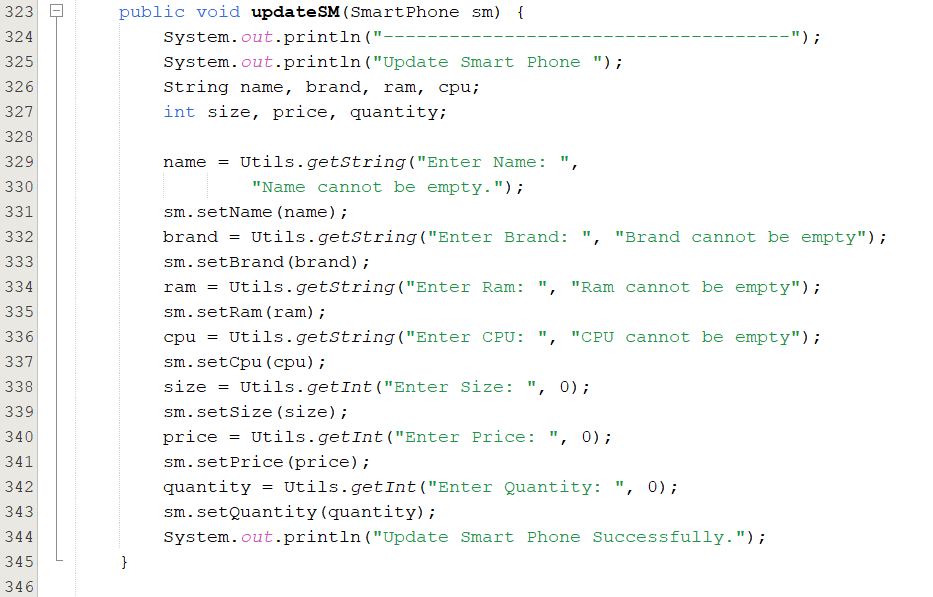 323 public void updateSM(SmartPhone sm) {
324 System.out.println("-------------------------------------");
325 System.out.println("Update Smart Phone ");
326 String name, brand, ram, cpu;
327 int size, price, quantity;
328
329 name = Utils.getString("Enter Name: ",
330 "Name cannot be empty.");
331 sm.setName(name);
332 brand = Utils.getString("Enter Brand: ", "Brand cannot be empty");
333 sm.setBrand(brand);
334 ram = Utils.getString("Enter Ram: ", "Ram cannot be empty");
335 sm.setRam(ram);
336 cpu = Utils.getString("Enter CPU: ", "CPU cannot be empty");
337 sm.setCpu(cpu);
338 size = Utils.getInt("Enter Size: ", 0);
339 sm.setSize(size);
340 price = Utils.getInt("Enter Price: ", 0);
341 sm.setPrice(price);
342 quantity = Utils.getInt("Enter Quantity: ", 0);
343 sm.setQuantity(quantity);
344 System.out.println("Update Smart Phone Successfully.");
345 }
346